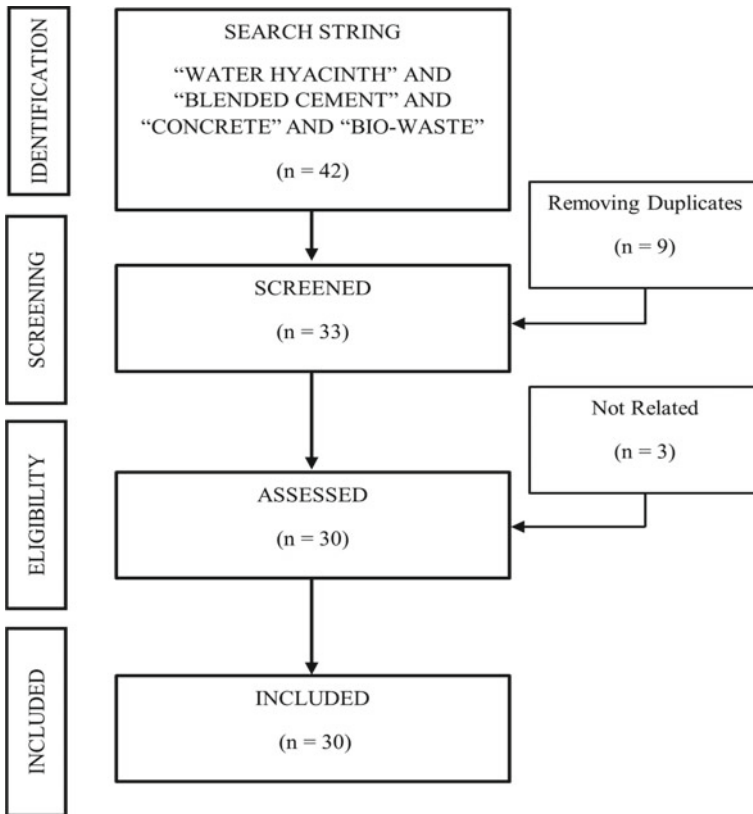 IDENTIFICATION
SEARCH STRING
“WATER HYACINTH” AND
“BLENDED CEMENT” AND
“CONCRETE” AND “BIO-WASTE”
(n = 42)
Removing Duplicates
(n = 9)
SCREENING
SCREENED
(n = 33)
Not Related
(n = 3)
ELIGIBILITY
ASSESSED
(n = 30)
INCLUDED
INCLUDED
(n = 30)